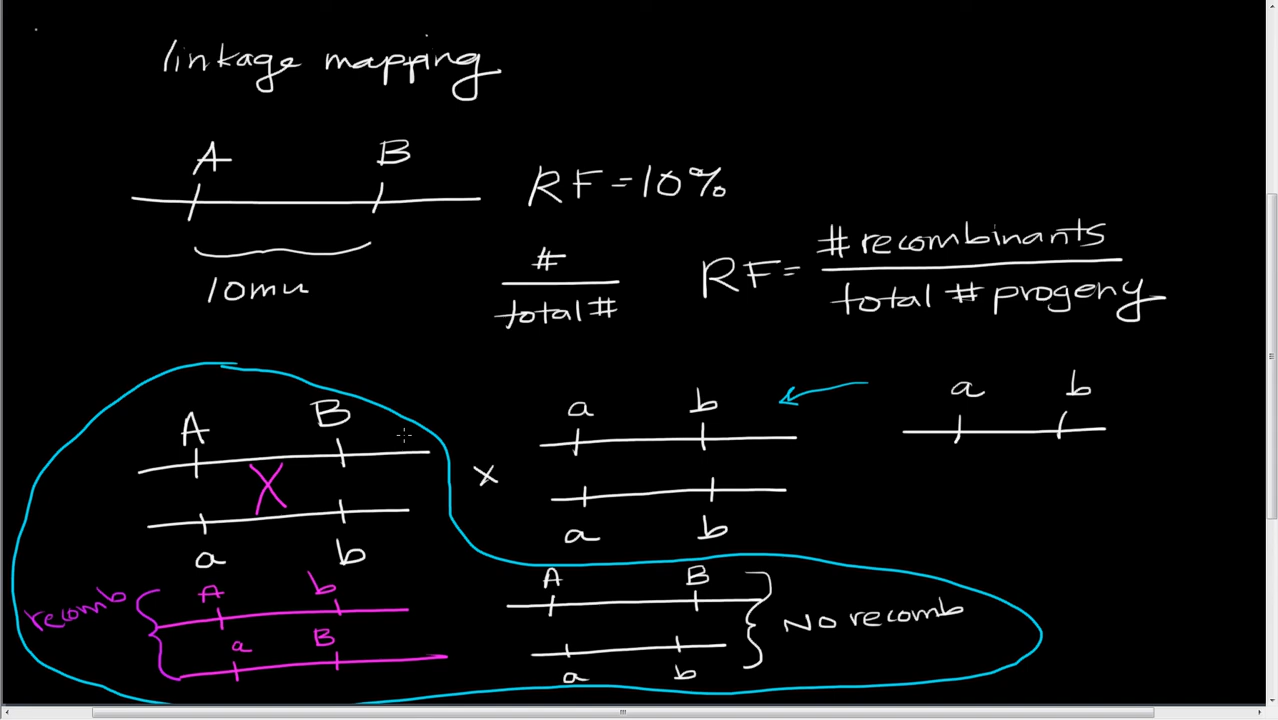 linkage mapping
A B
RF=10%
10mu
#
total #
RF= #recombinants
total # progeny
A B
a b
a b
X
a b
a b
recomb
A b
a B
A B
a b
No recomb